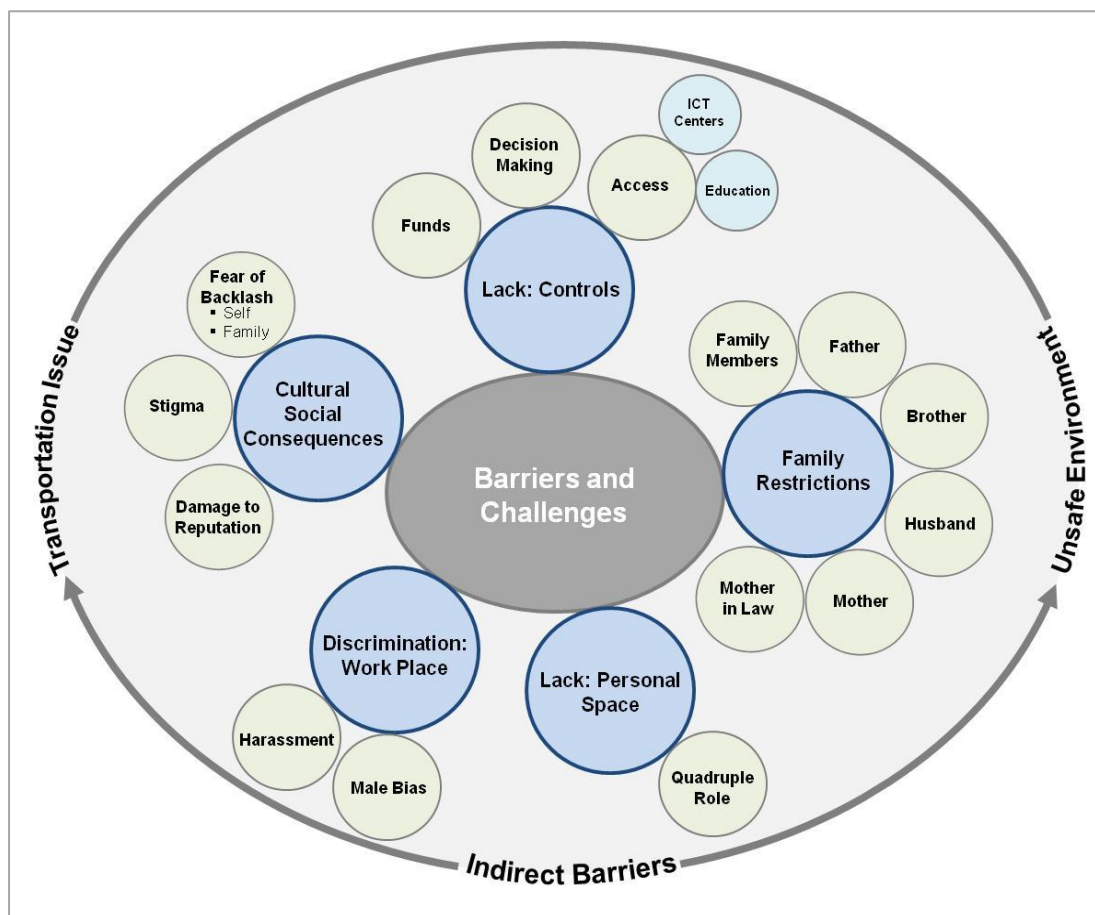 ICT
Centers
Decision
Making
Access
Education
Funds
Lack: Controls
Fear of
Backlash
▪ Self
▪ Family
Stigma
Cultural
Social
Consequences
Damage to
Reputation
Transportation Issue
Family
Members
Father
Brother
Family
Restrictions
Husband
Mother
in Law
Mother
Unsafe Environment
Barriers and
Challenges
Discrimination:
Work Place
Harassment
Male Bias
Lack: Personal
Space
Quadruple
Role
Indirect Barriers